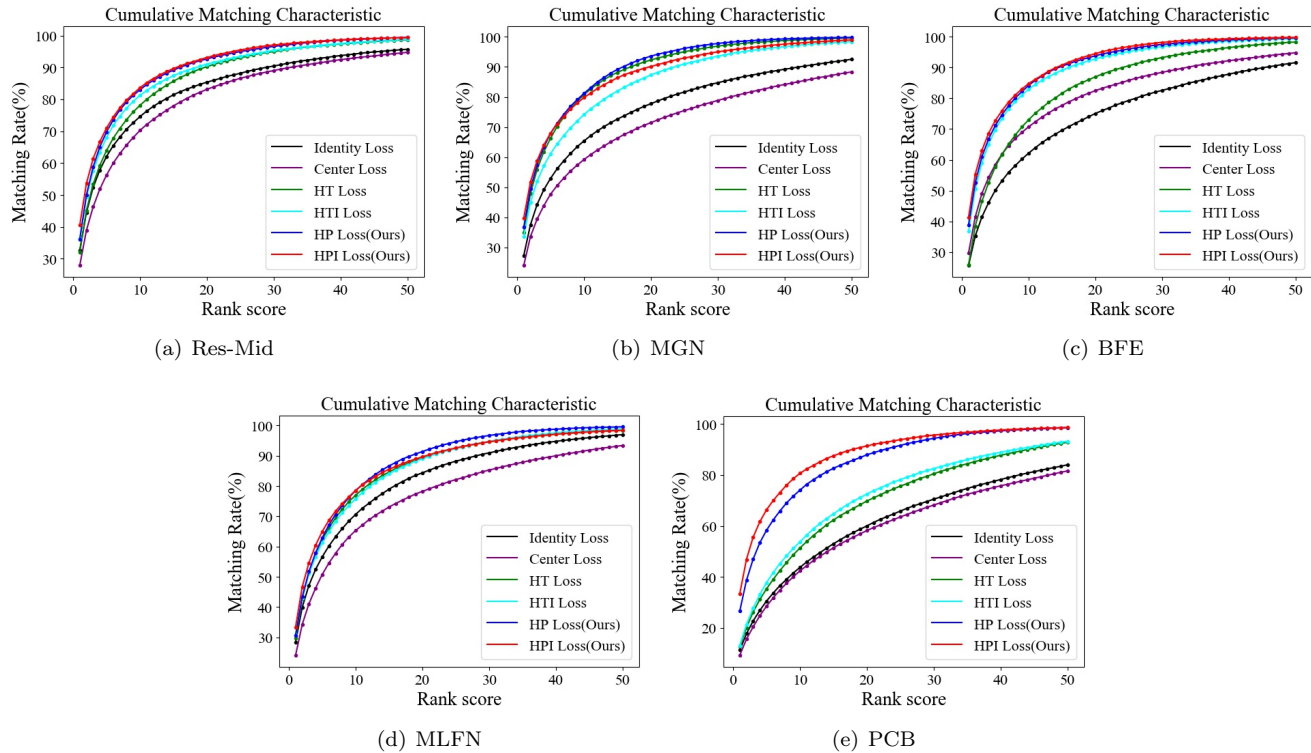 Cumulative Matching Characteristic
Matching Rate(%)
100
90
80
70
60
50
40
30
Identity Loss
Center Loss
HT Loss
HTI Loss
HP Loss(Ours)
HPI Loss(Ours)
0 10 20 30 40 50
Rank score
(a) Res-Mid
Cumulative Matching Characteristic
Matching Rate(%)
100
90
80
70
60
50
40
30
Identity Loss
Center Loss
HT Loss
HTI Loss
HP Loss(Ours)
HPI Loss(Ours)
0 10 20 30 40 50
Rank score
(b) MGN
Cumulative Matching Characteristic
Matching Rate(%)
100
90
80
70
60
50
40
30
Identity Loss
Center Loss
HT Loss
HTI Loss
HP Loss(Ours)
HPI Loss(Ours)
0 10 20 30 40 50
Rank score
(c) BFE
Cumulative Matching Characteristic
Matching Rate(%)
100
90
80
70
60
50
40
30
Identity Loss
Center Loss
HT Loss
HTI Loss
HP Loss(Ours)
HPI Loss(Ours)
0 10 20 30 40 50
Rank score
(d) MLFN
Cumulative Matching Characteristic
Matching Rate(%)
100
80
60
40
20
Identity Loss
Center Loss
HT Loss
HTI Loss
HP Loss(Ours)
HPI Loss(Ours)
0 10 20 30 40 50
Rank score
(e) PCB